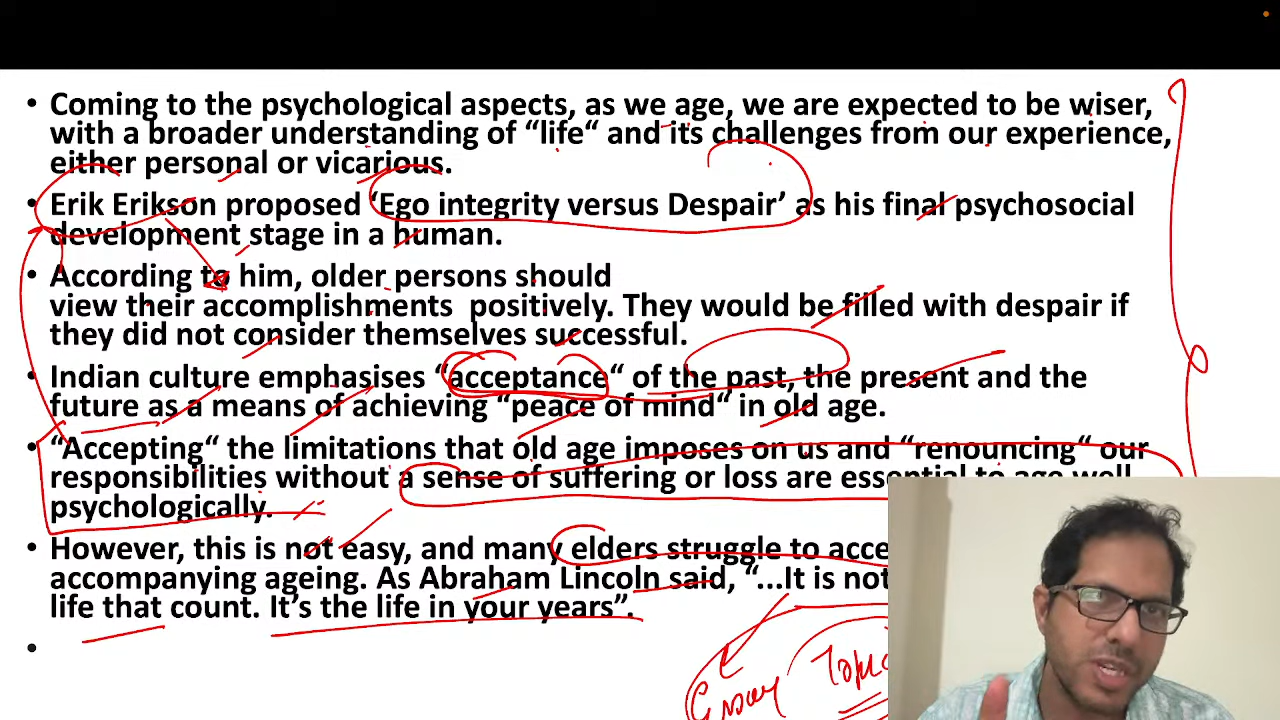 • Coming to the psychological aspects, as we age, we are expected to be wiser,
with a broader understanding of “life“ and its challenges from our experience,
either personal or vicarious.
• Erik Erikson proposed ‘Ego integrity versus Despair’ as his final psychosocial
development stage in a human.
• According to him, older persons should
view their accomplishments positively. They would be filled with despair if
they did not consider themselves successful.
• Indian culture emphasises “acceptance“ of the past, the present and the
future as a means of achieving “peace of mind“ in old age.
• “Accepting“ the limitations that old age imposes on us and “renouncing“ our
responsibilities without a sense of suffering or loss are essential to age well
psychologically.
• However, this is not easy, and many elders struggle to
accompanying ageing. As Abraham Lincoln said, “...It is not
life that count. It’s the life in your years”.
•
Essay Topic